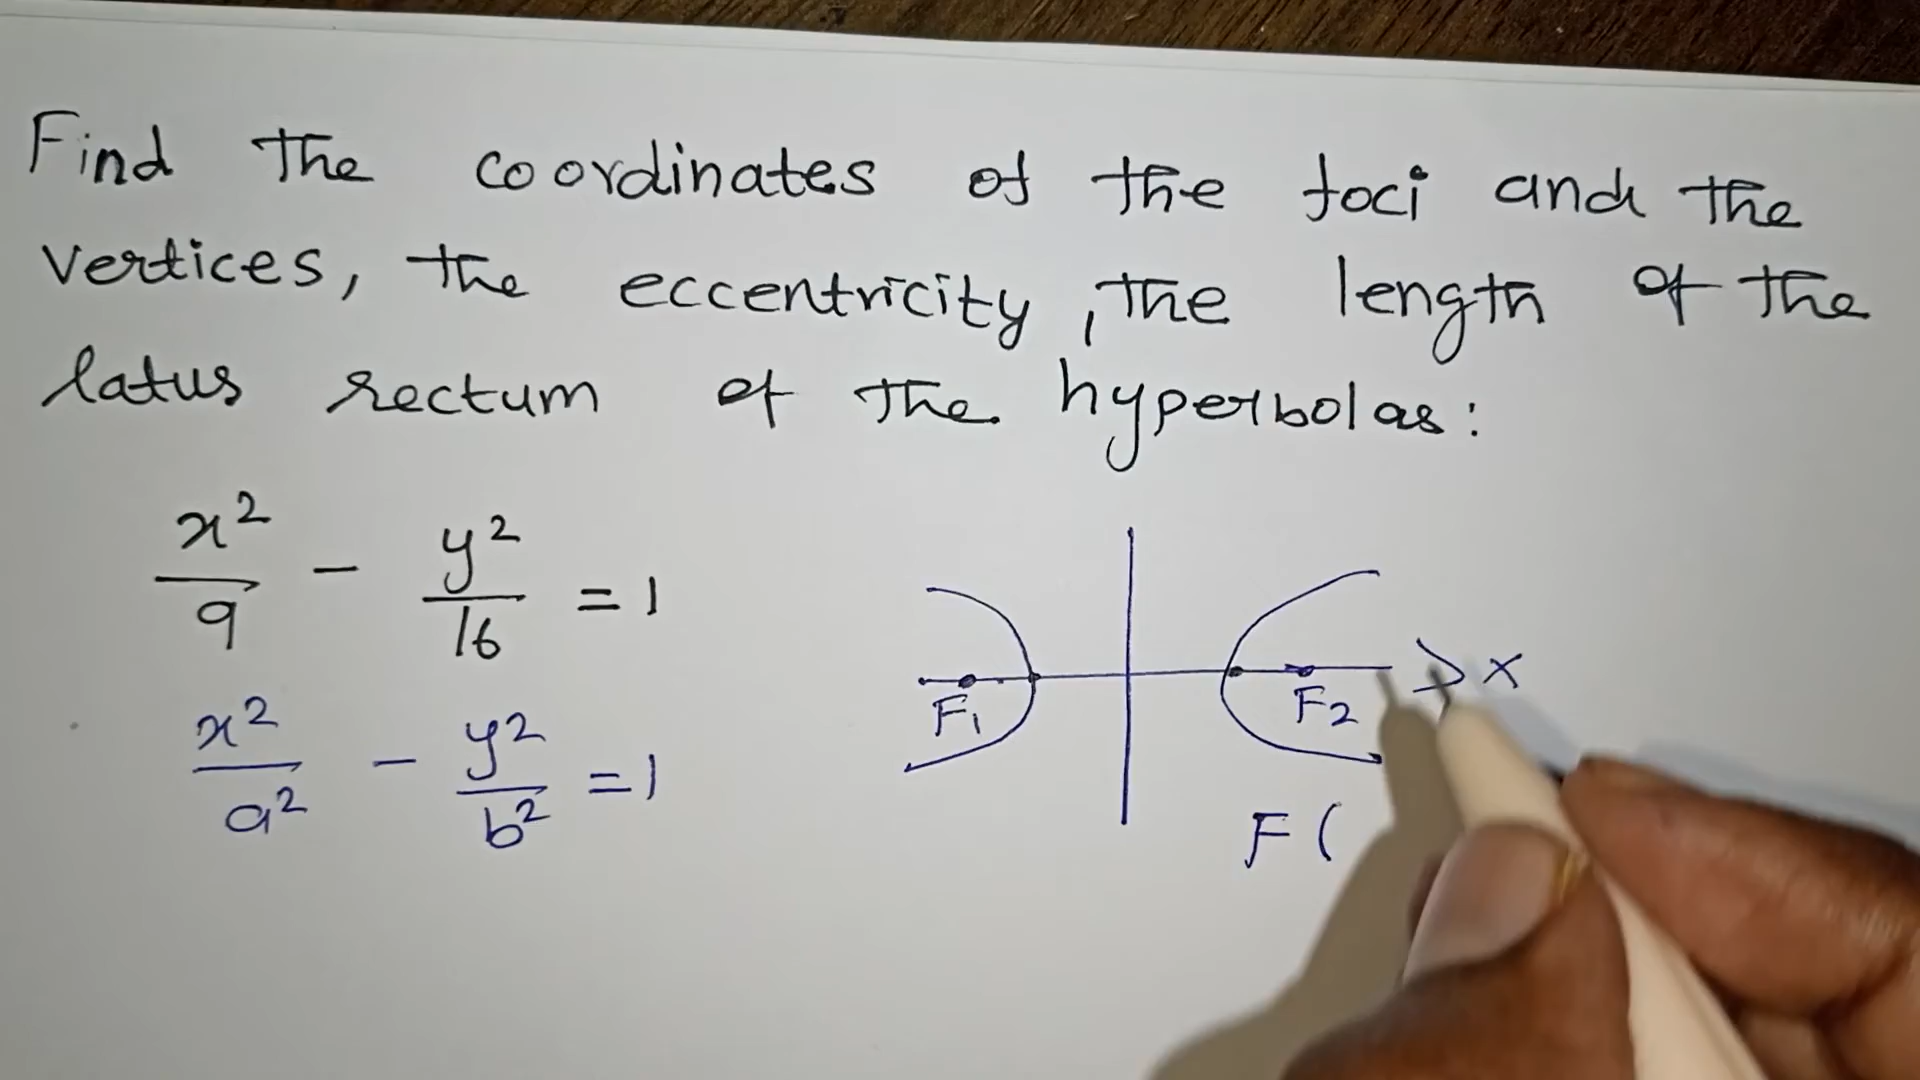 Find the coordinates of the foci and the
vertices, the eccentricity, the length of the
latus rectum of the hyperbolas:
x²/9 - y²/16 = 1
x²/a² - y²/b² = 1
F₁ F₂ > X
F (